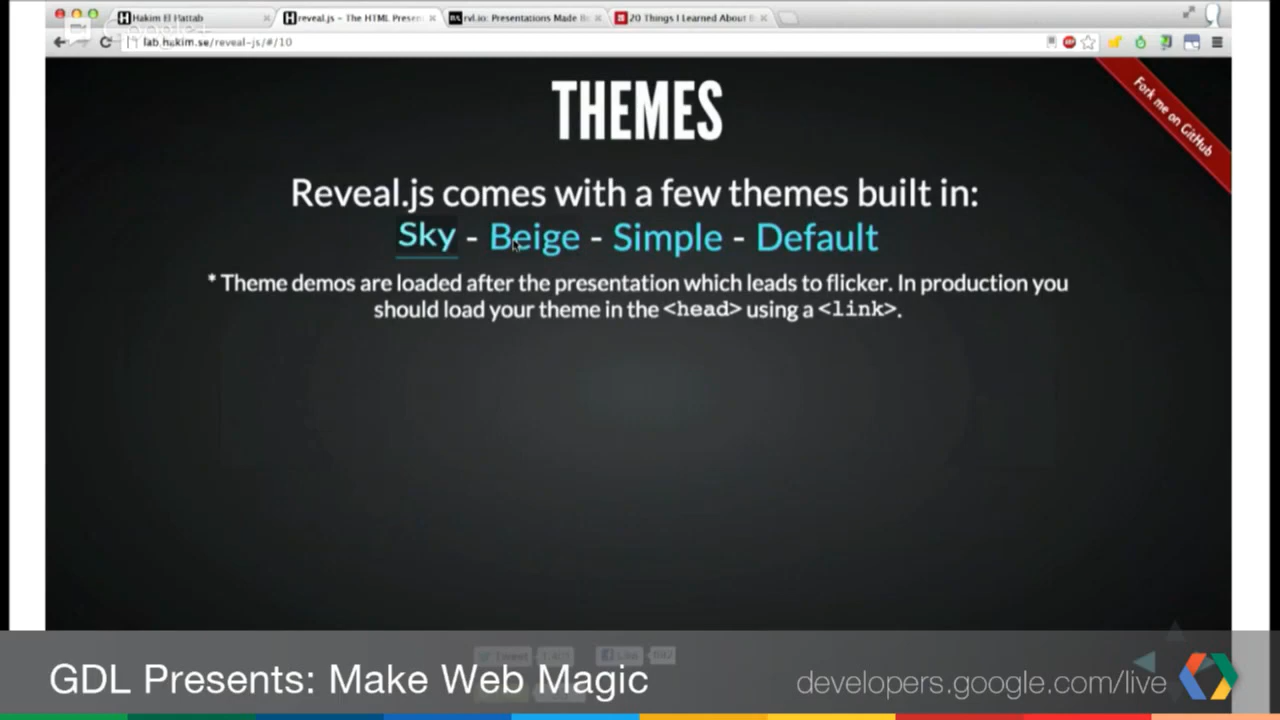 Hakim El Hattab
reveal.js - The HTML Presen
rvl.io: Presentations Made
20 Things I Learned About
Google+
lab.hakim.se/reveal-js/#/10
Fork me on GitHub
THEMES
Reveal.js comes with a few themes built in:
Sky - Beige - Simple - Default
* Theme demos are loaded after the presentation which leads to flicker. In production you
should load your theme in the <head> using a <link>.
Tweet
Like
GDL Presents: Make Web Magic
developers.google.com/live